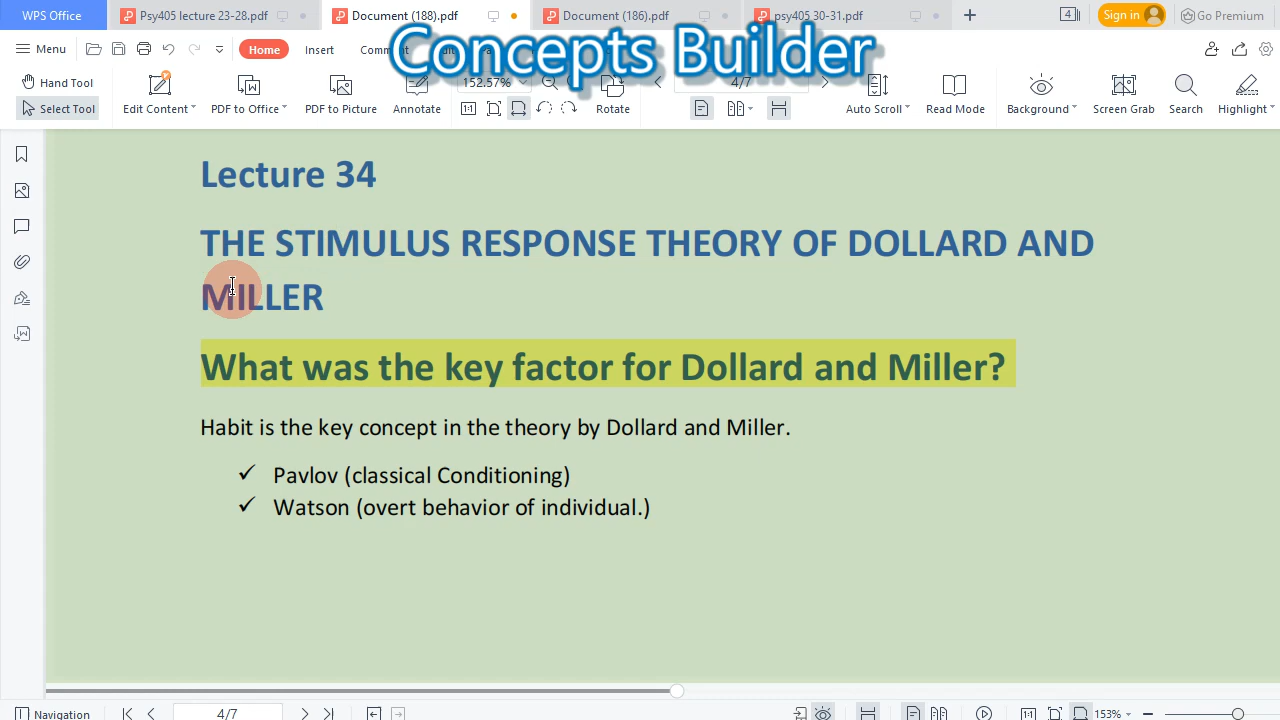 WPS Office
Psy405 lecture 23-28.pdf
Document (188).pdf
Document (186).pdf
psy405 30-31.pdf
4
Sign in
Go Premium
Menu
Home
Insert
Concepts Builder
Hand Tool
Select Tool
Edit Content
PDF to Office
PDF to Picture
Annotate
152.57%
Rotate
4/7
Auto Scroll
Read Mode
Background
Screen Grab
Search
Highlight
Lecture 34
THE STIMULUS RESPONSE THEORY OF DOLLARD AND
MILLER
What was the key factor for Dollard and Miller?
Habit is the key concept in the theory by Dollard and Miller.
✓ Pavlov (classical Conditioning)
✓ Watson (overt behavior of individual.)
Navigation
4/7
153%